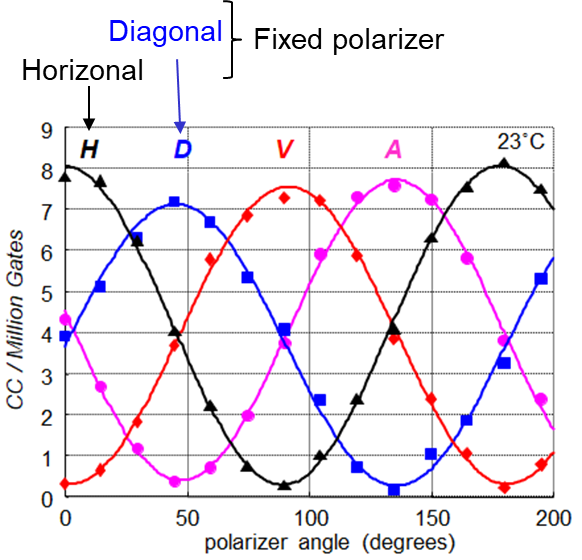 Diagonal
Fixed polarizer
Horizonal
9
8
7
6
5
4
3
2
1
0
CC / Million Gates
H
D
V
A
23°C
0
50
100
150
200
polarizer angle (degrees)